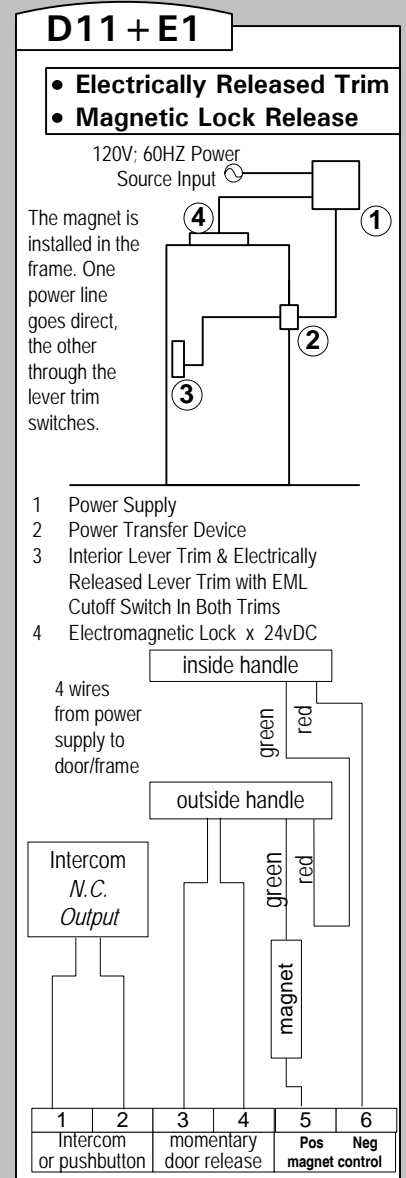 D11+E1
• Electrically Released Trim
• Magnetic Lock Release
120V; 60HZ Power
Source Input
The magnet is
installed in the
frame. One
power line
goes direct,
the other
through the
lever trim
switches.
4
1
2
3
1 Power Supply
2 Power Transfer Device
3 Interior Lever Trim & Electrically
Released Lever Trim with EML
Cutoff Switch In Both Trims
4 Electromagnetic Lock x 24vDC
inside handle
4 wires
from power
supply to
door/frame
green
red
outside handle
Intercom
N.C.
Output
green
red
magnet
1 2 3 4 5 6
Intercom
or pushbutton
momentary
door release
Pos Neg
magnet control